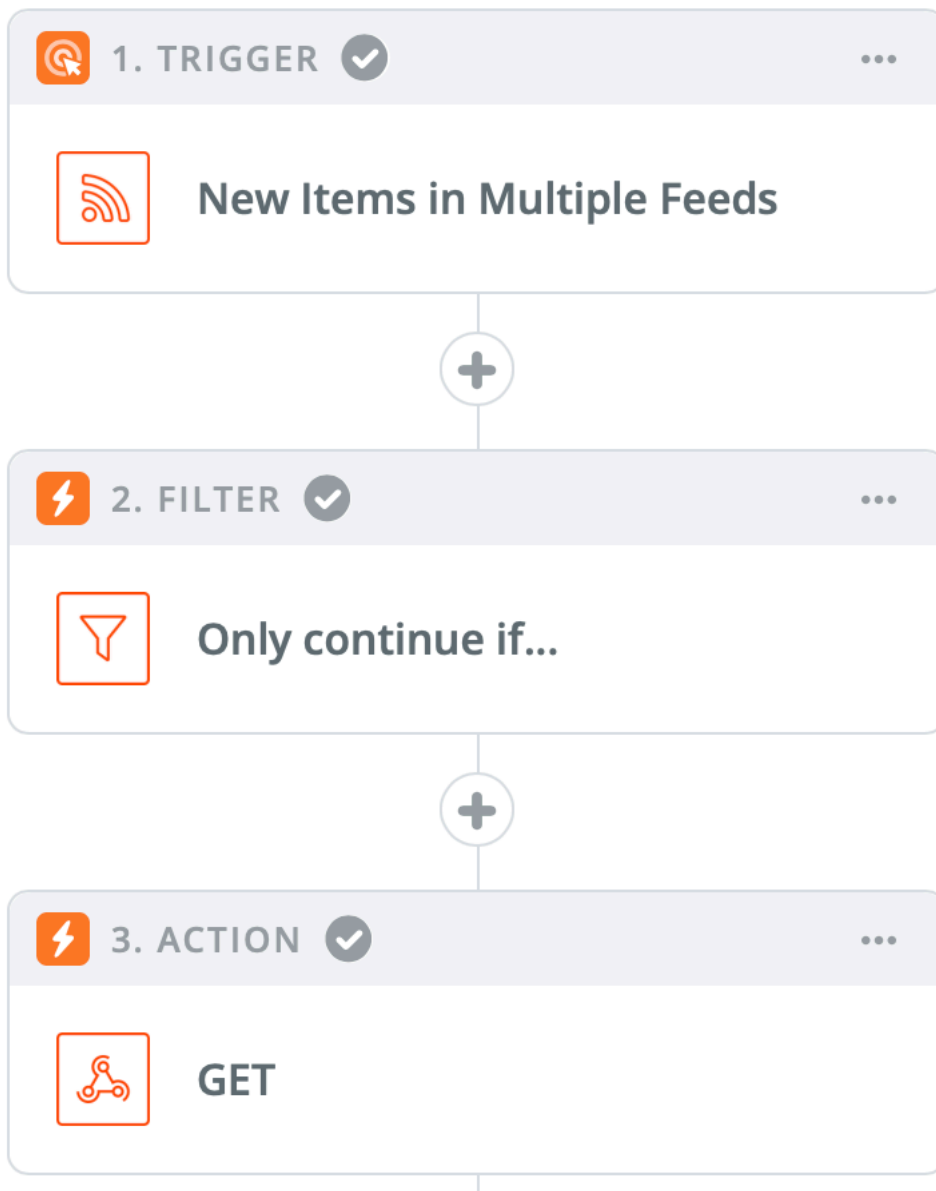 1. TRIGGER
New Items in Multiple Feeds
2. FILTER
Only continue if...
3. ACTION
GET